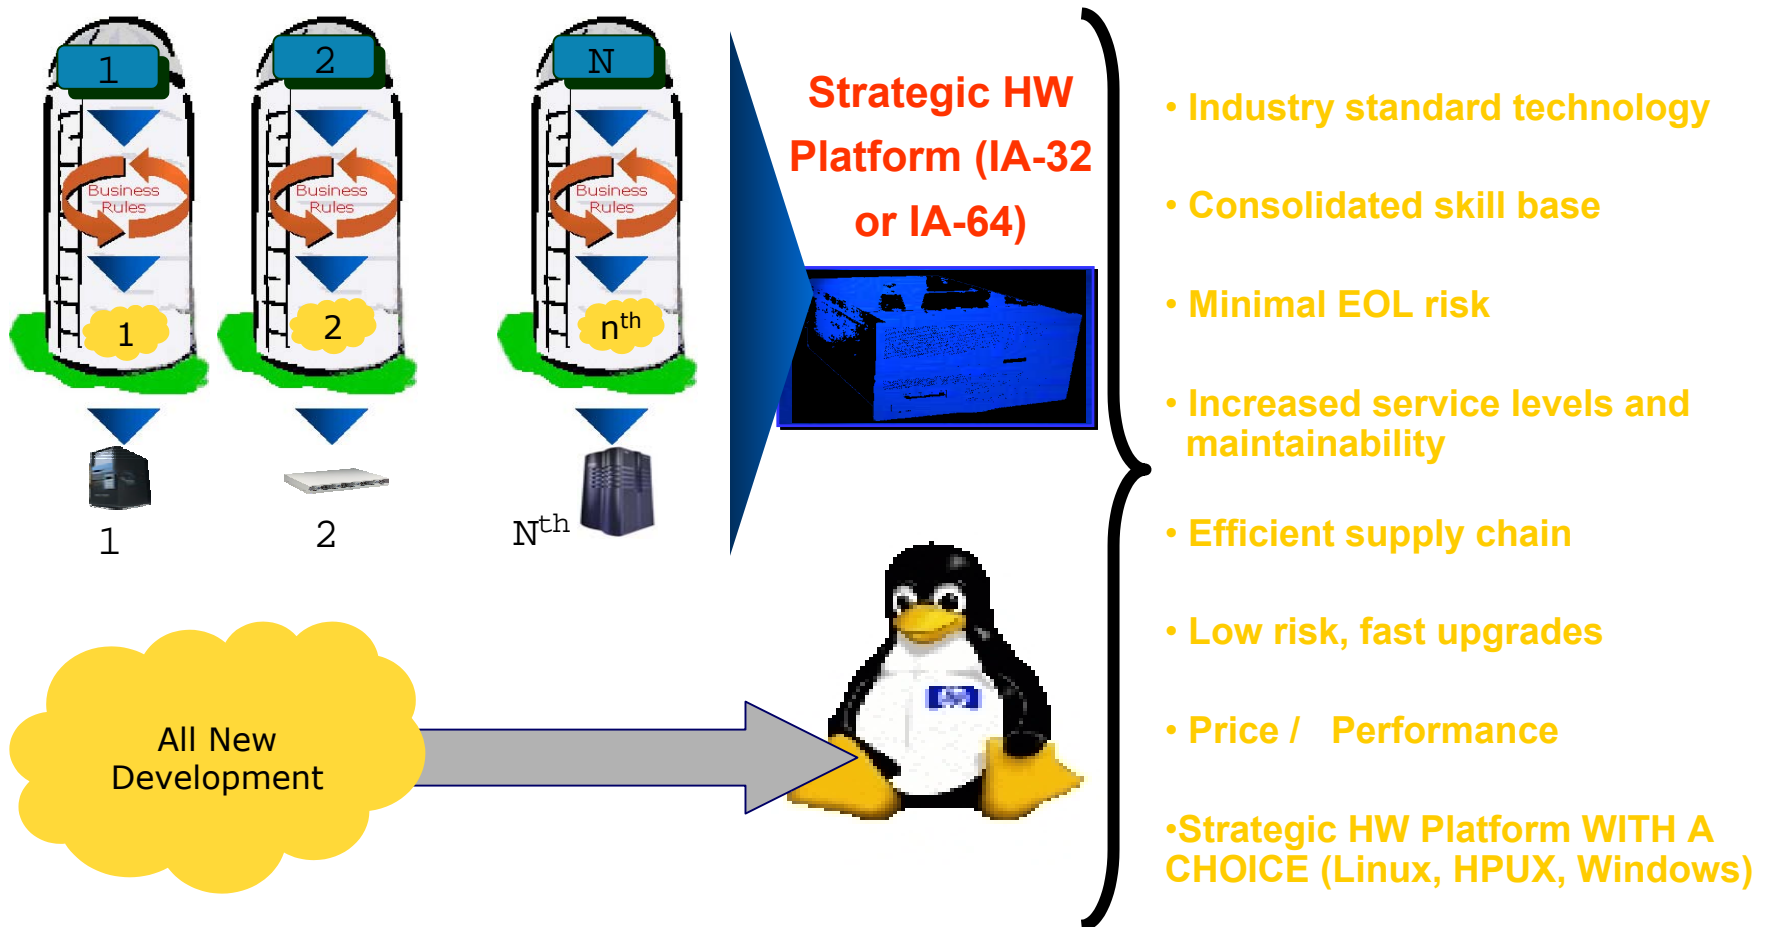 1
2
N
Business
Rules
Business
Rules
Business
Rules
1
2
nth
1
2
Nth
Strategic HW
Platform (IA-32
or IA-64)
All New
Development
• Industry standard technology
• Consolidated skill base
• Minimal EOL risk
• Increased service levels and
maintainability
• Efficient supply chain
• Low risk, fast upgrades
• Price / Performance
•Strategic HW Platform WITH A
CHOICE (Linux, HPUX, Windows)